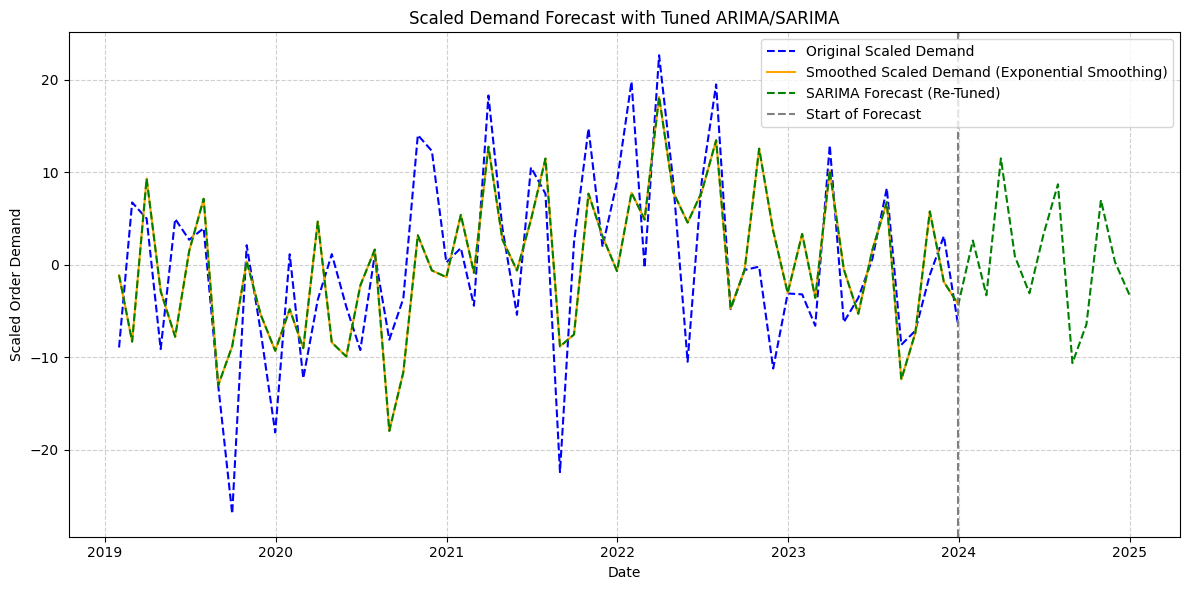 Scaled Demand Forecast with Tuned ARIMA/SARIMA
Original Scaled Demand
Smoothed Scaled Demand (Exponential Smoothing)
SARIMA Forecast (Re-Tuned)
Start of Forecast
Scaled Order Demand
20
10
0
−10
−20
2019
2020
2021
2022
2023
2024
2025
Date